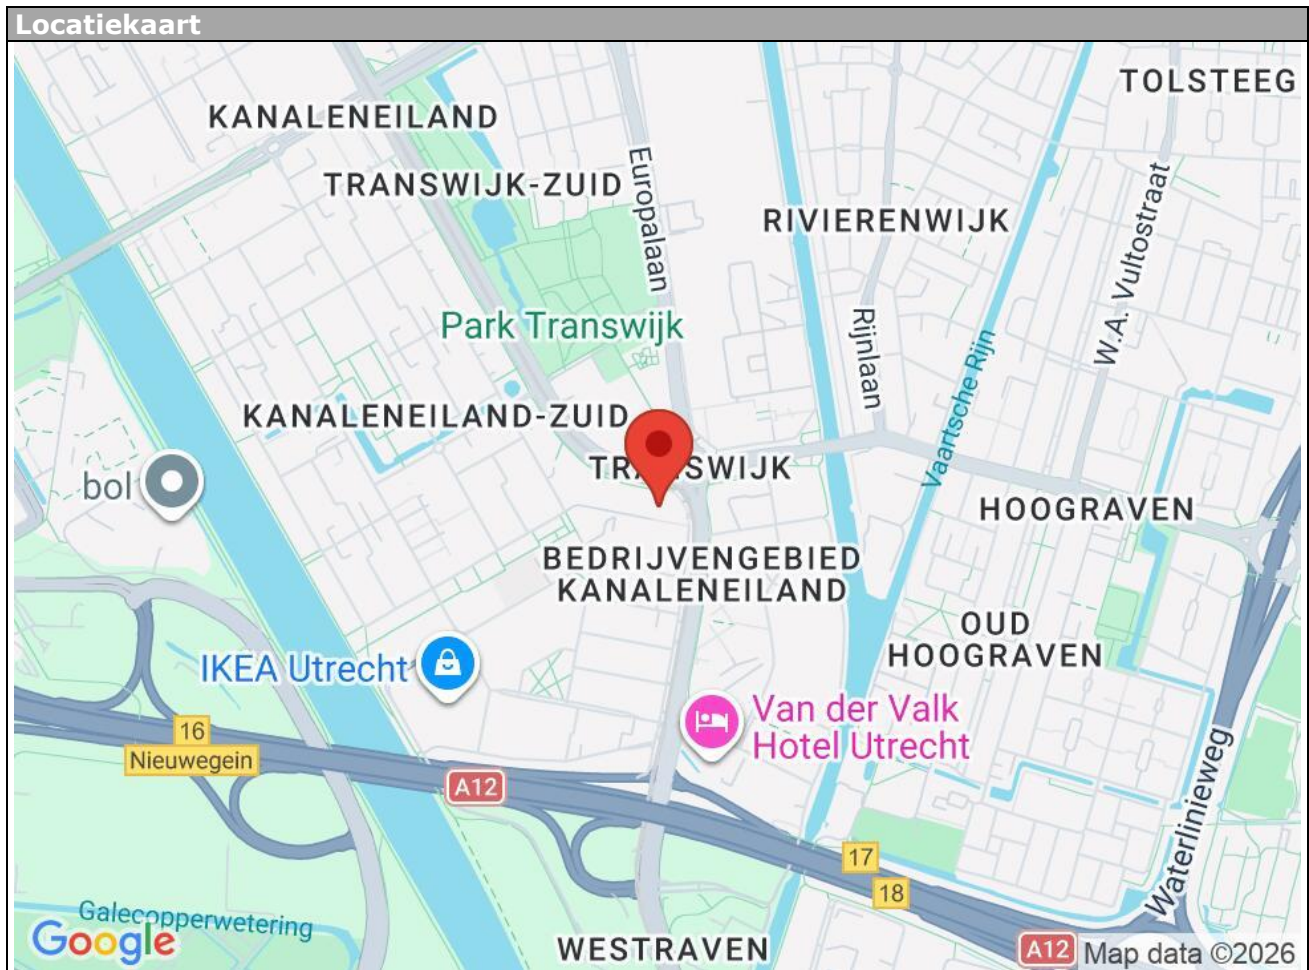 Locatiekaart
TOLSTEEG
KANALENEILAND
TRANSWIJK-ZUID
Europalaan
RIVIERENWIJK
W.A. Vultostraat
Park Transwijk
Rijnlaan
Vaartsche Rijn
KANALENEILAND-ZUID
TRANSWIJK
bol
HOOGRAVEN
BEDRIJVENGEBIED
KANALENEILAND
OUD
HOOGRAVEN
IKEA Utrecht
Van der Valk
Hotel Utrecht
16
Nieuwegein
A12
Waterlinieweg
17
18
Galecopperwetering
Google
WESTRAVEN
A12
Map data ©2026